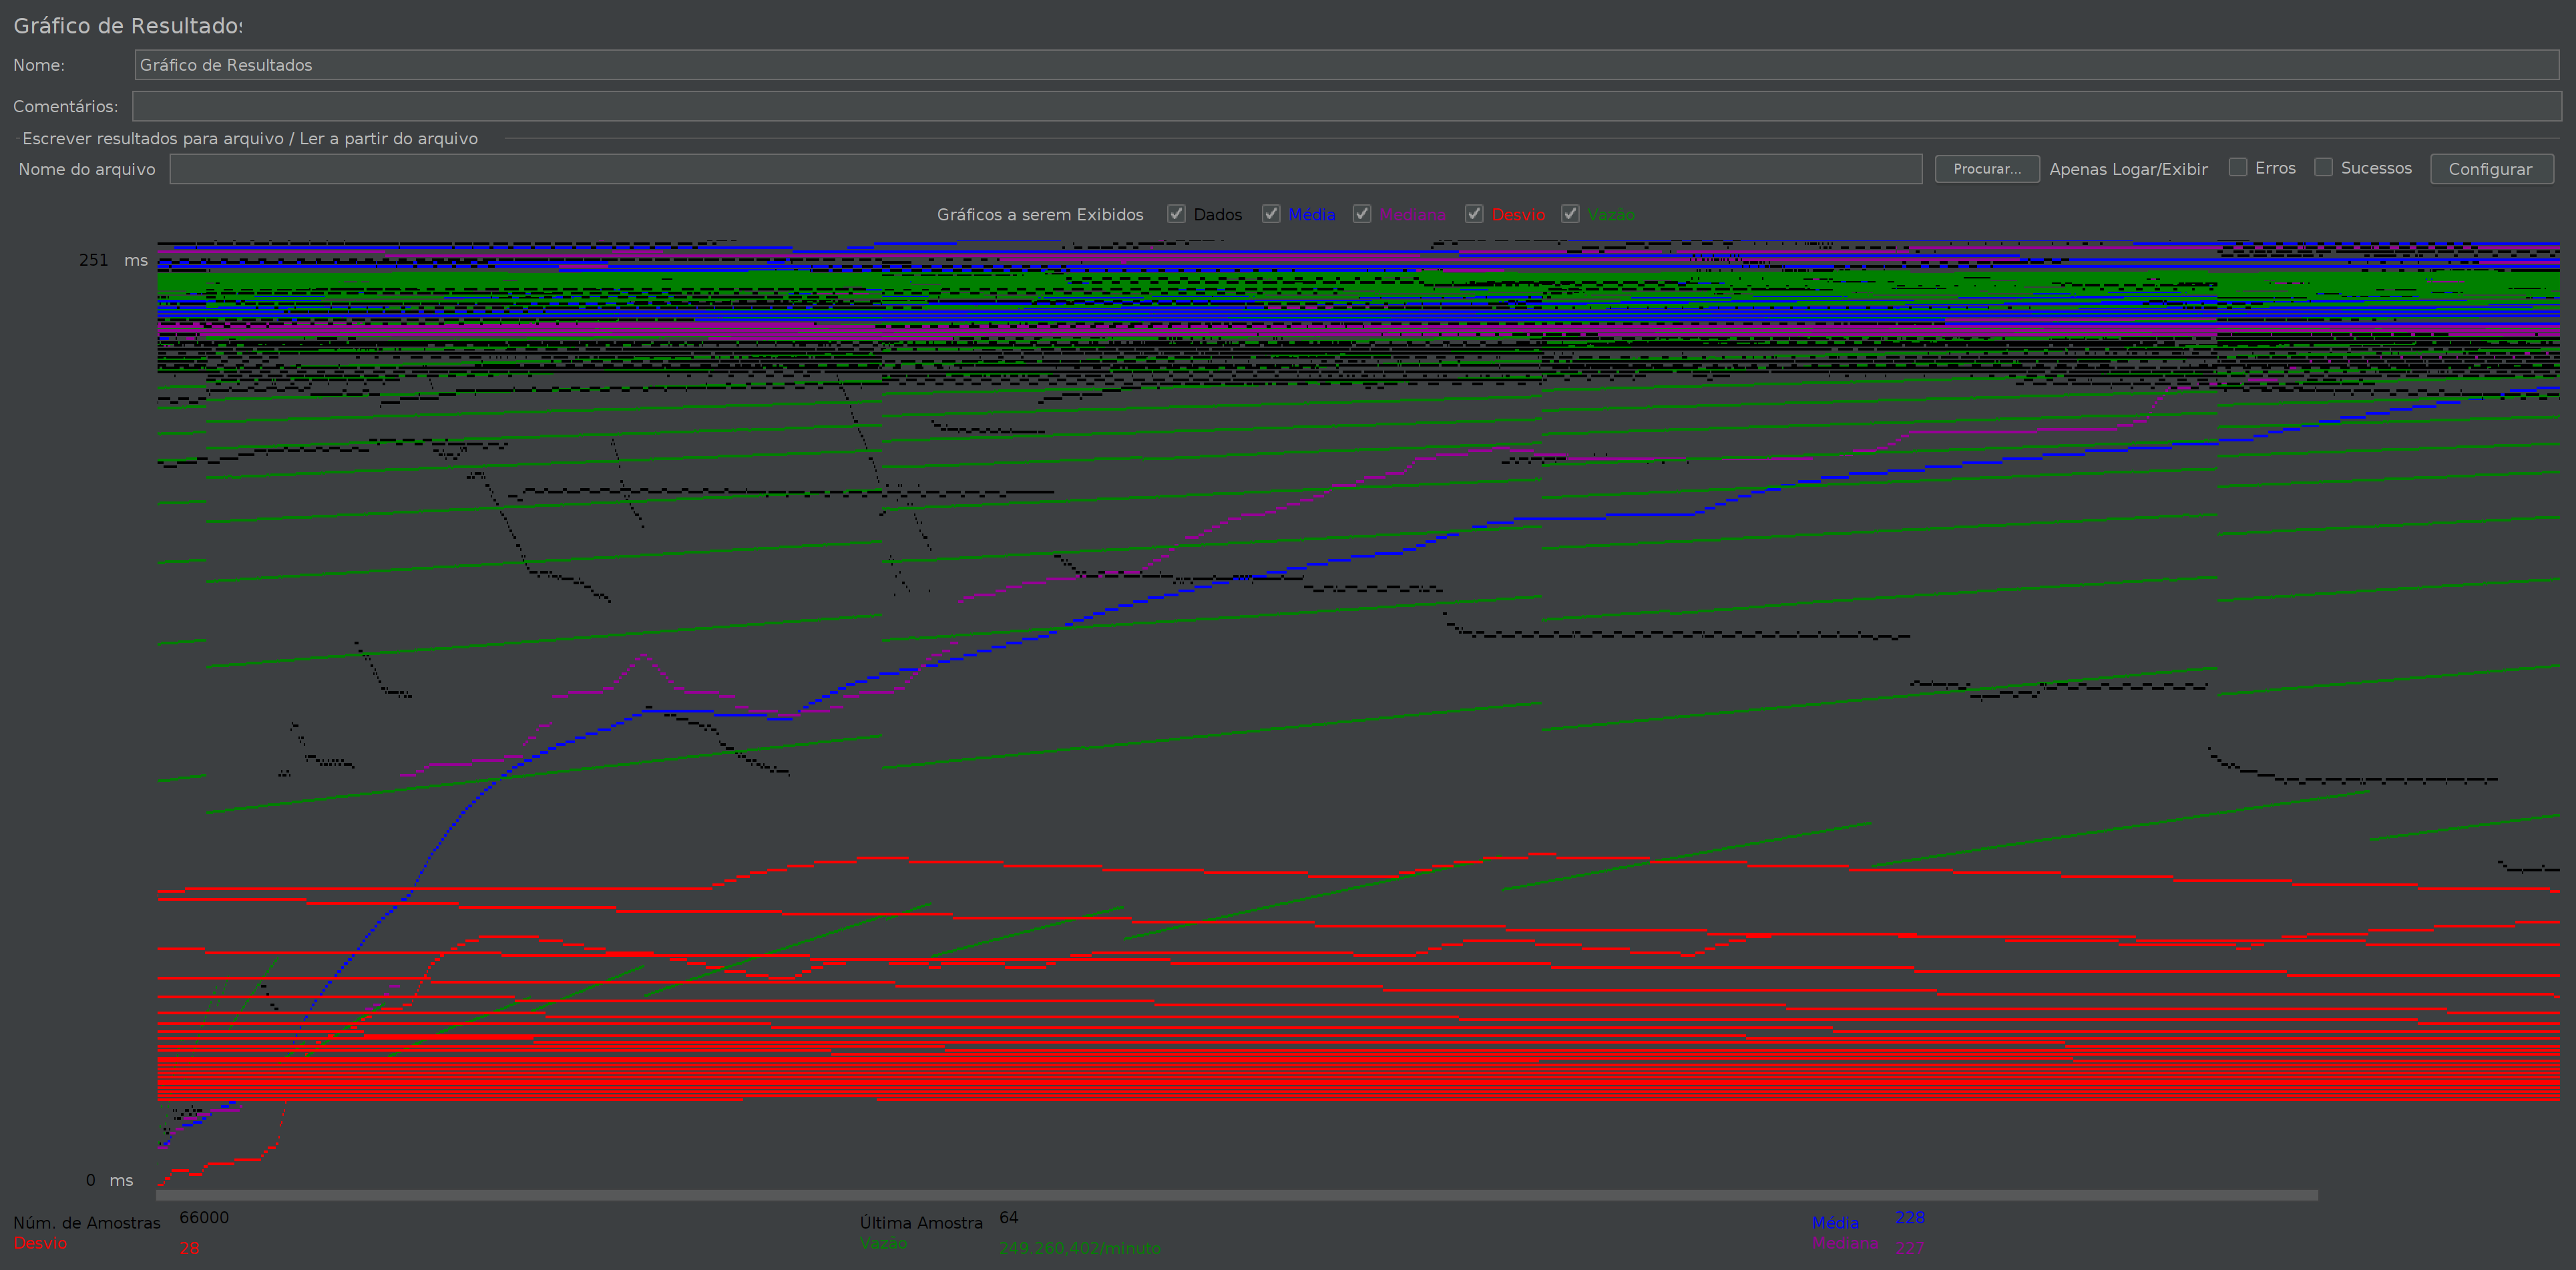 Gráfico de Resultados
Nome: Gráfico de Resultados
Comentários:
Escrever resultados para arquivo / Ler a partir do arquivo
Nome do arquivo Procurar... Apenas Logar/Exibir Erros Sucessos Configurar
Gráficos a serem Exibidos Dados Média Mediana Desvio Vazão
251 ms
0 ms
Núm. de Amostras 66000 Última Amostra 64 Média 228
Desvio 28 Vazão 249.260,402/minuto Mediana 227